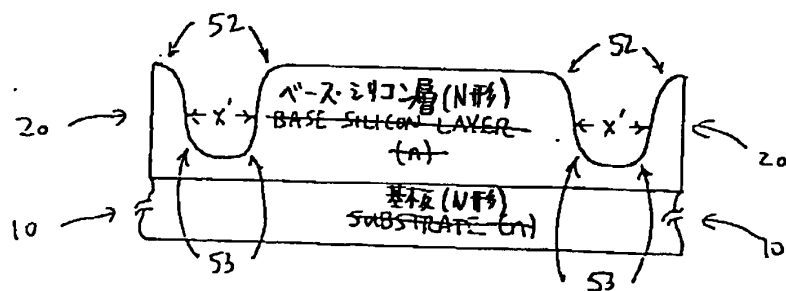 52 52
ベース・シリコン層(N形)
20 x' BASE SILICON LAYER x' 20
(n)
基板(N形)
10 SUBSTRATE (n) 10
53 53